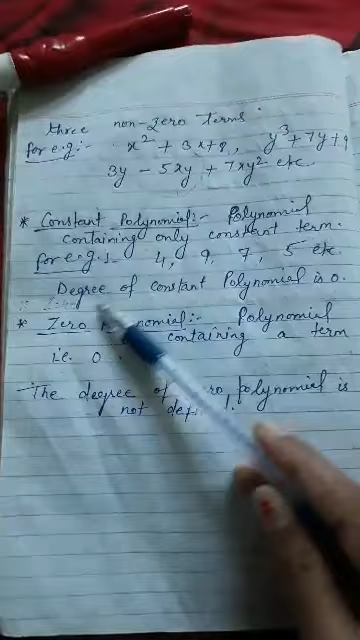 three non-zero terms.
for e.g:- x² + 3x+8, y³+7y+9
3y - 5xy + 7xy² etc.
* Constant Polynomial:- Polynomial
containing only constant term.
for e.g:- 4, 9, 7, 5 etc.
Degree of constant Polynomial is 0.
* Zero Polynomial:- Polynomial
containing a term
i.e. 0.
The degree of polynomial is
not